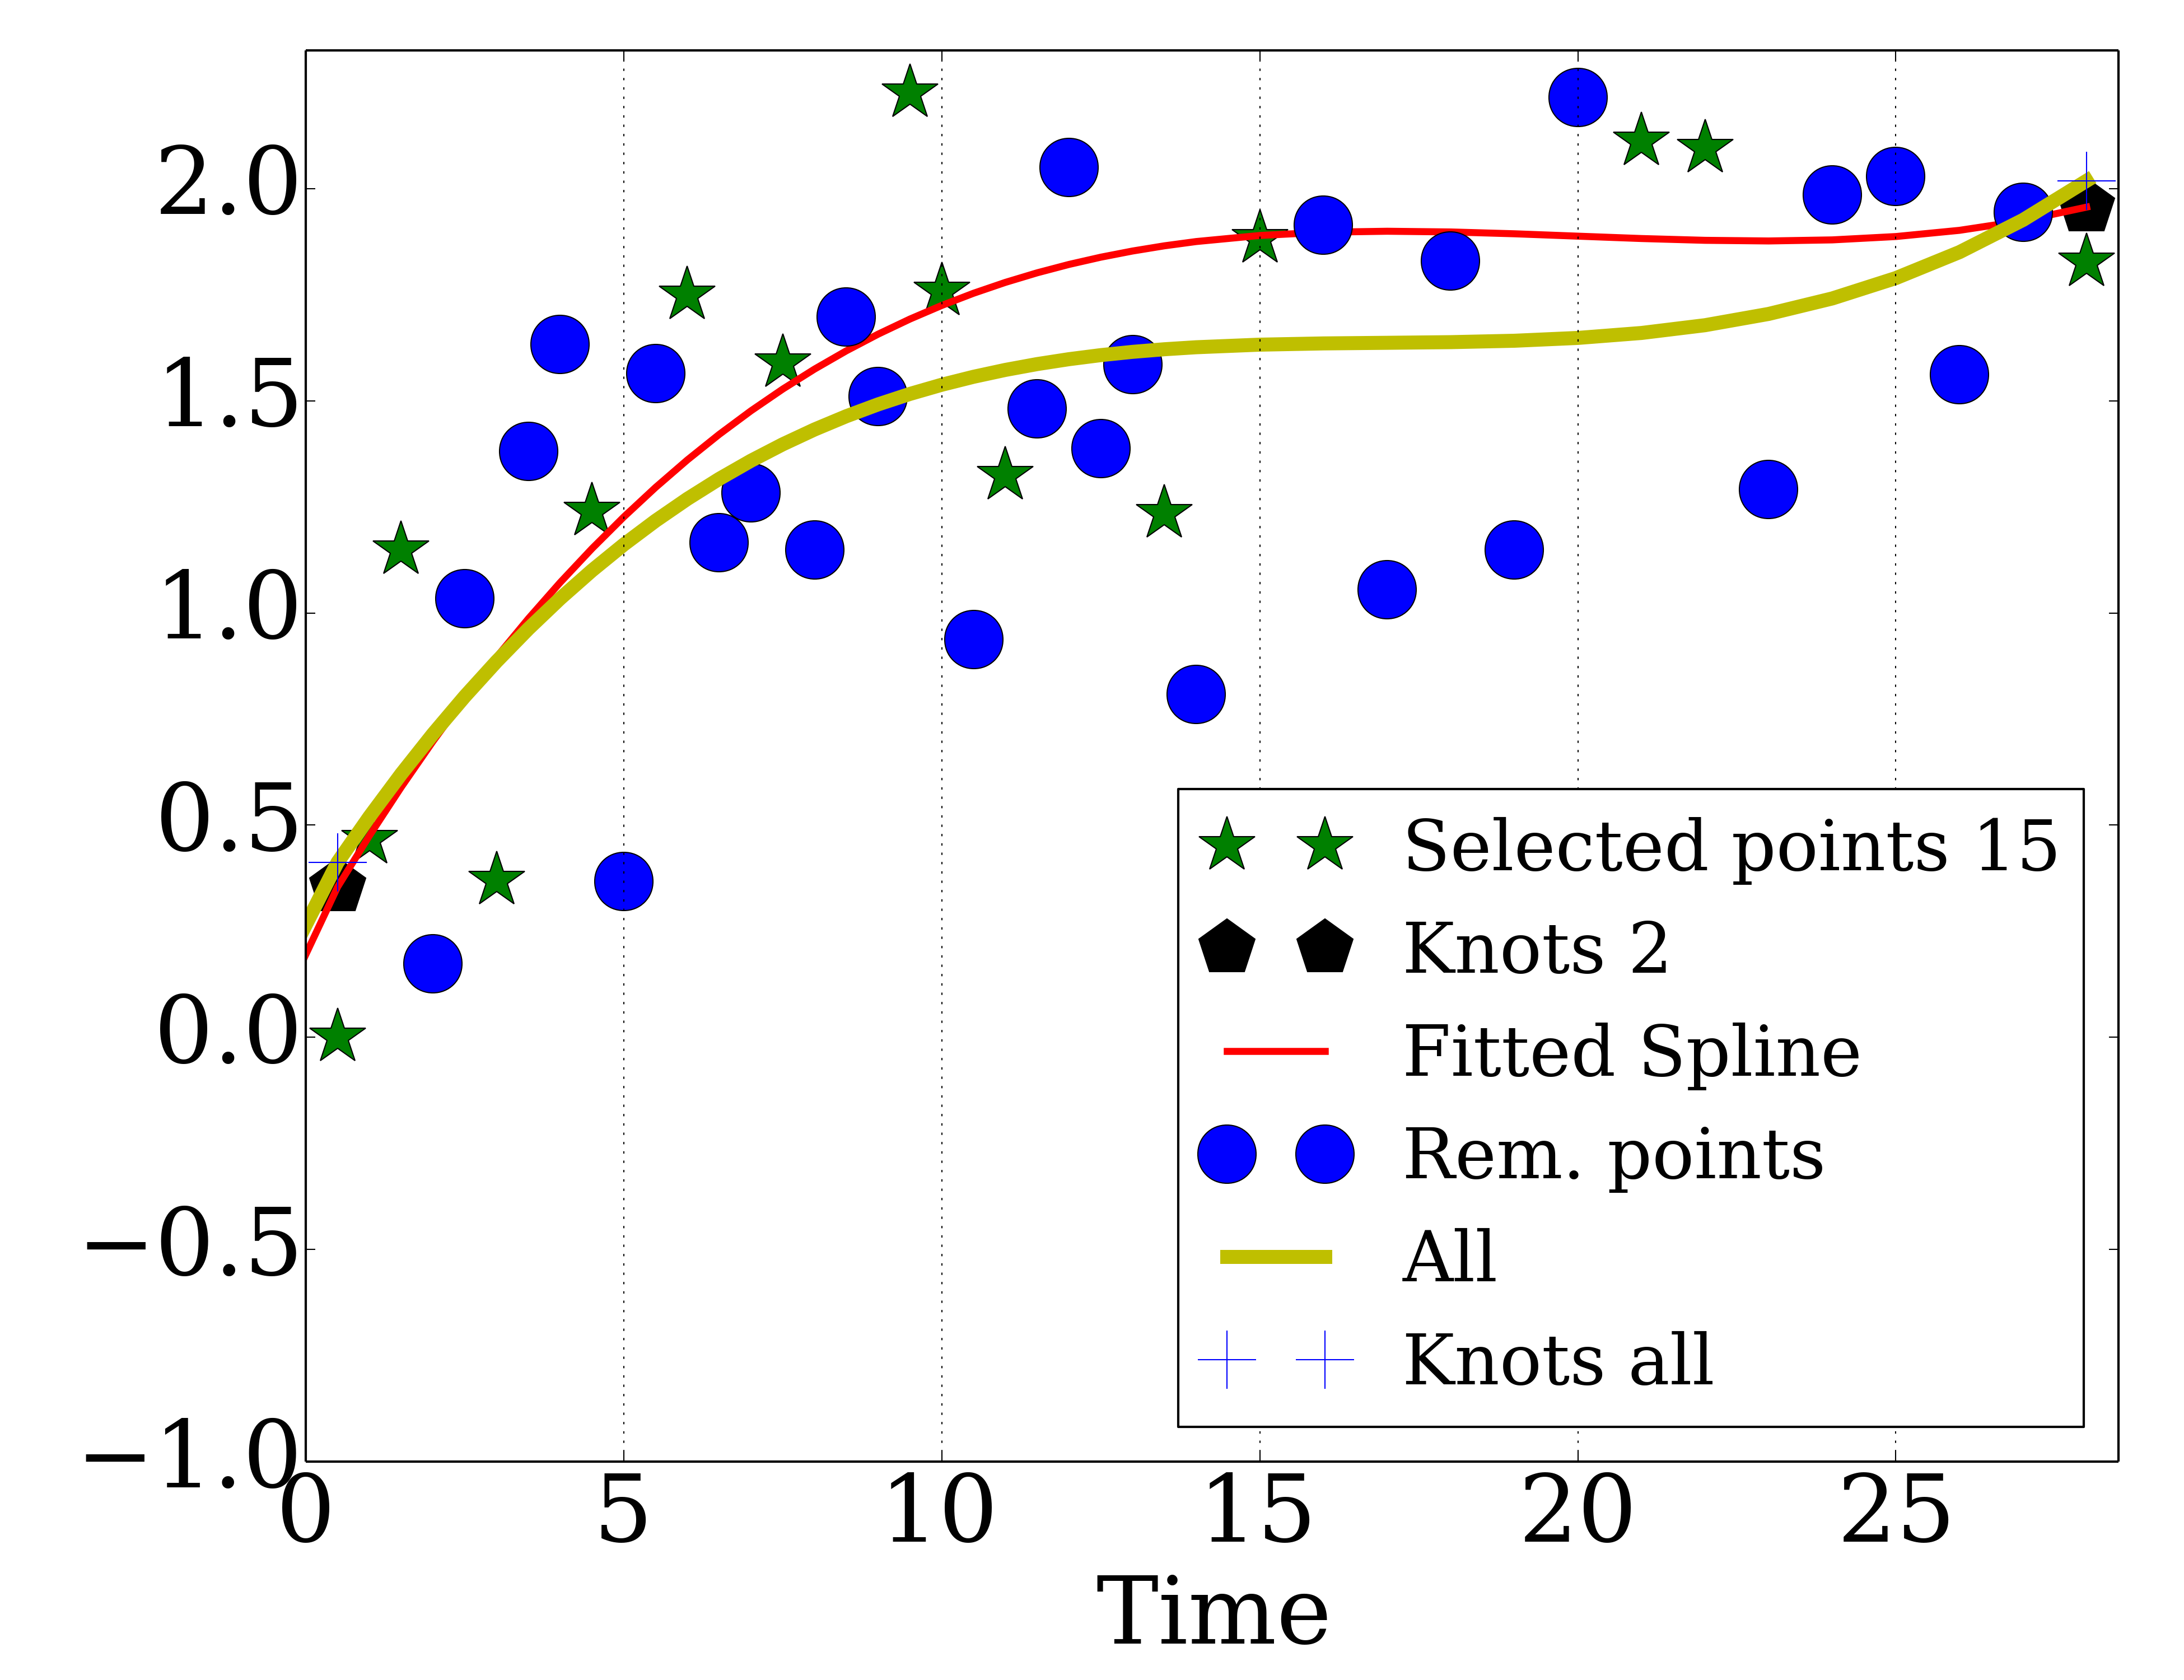 2.0
1.5
1.0
0.5
0.0
−0.5
−1.0
0 5 10 15 20 25
Time
Selected points 15
Knots 2
Fitted Spline
Rem. points
All
Knots all